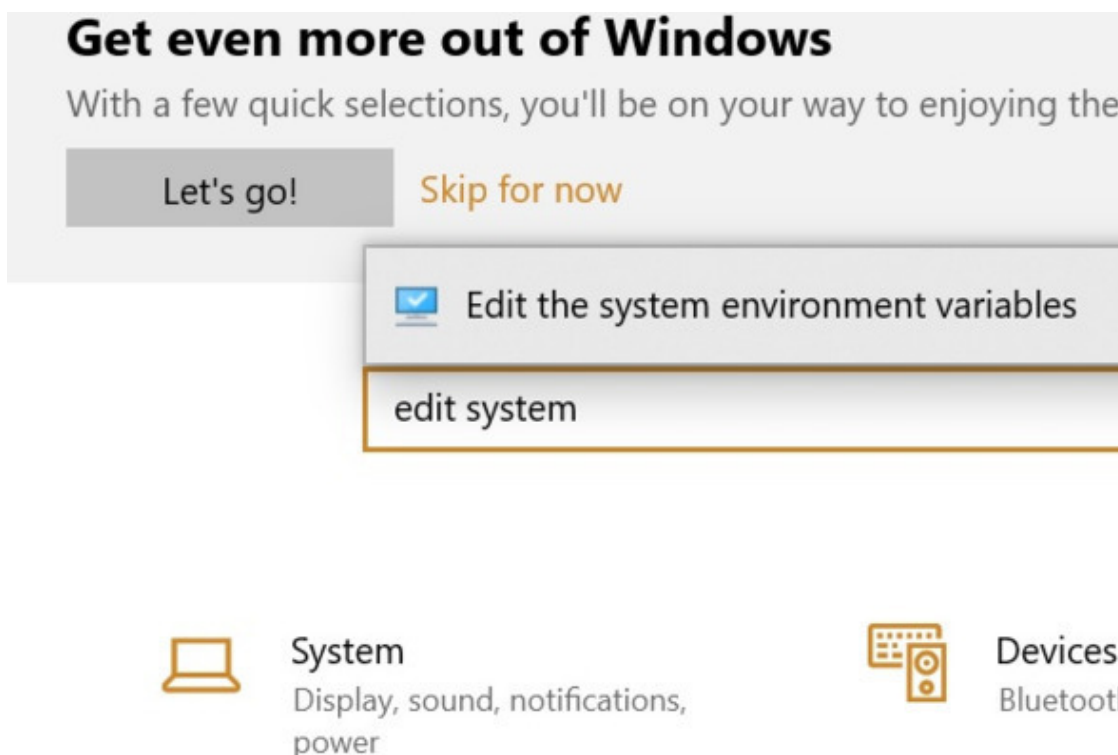 Get even more out of Windows
With a few quick selections, you'll be on your way to enjoying the
Let's go!
Skip for now
Edit the system environment variables
edit system
System
Display, sound, notifications,
power
Devices